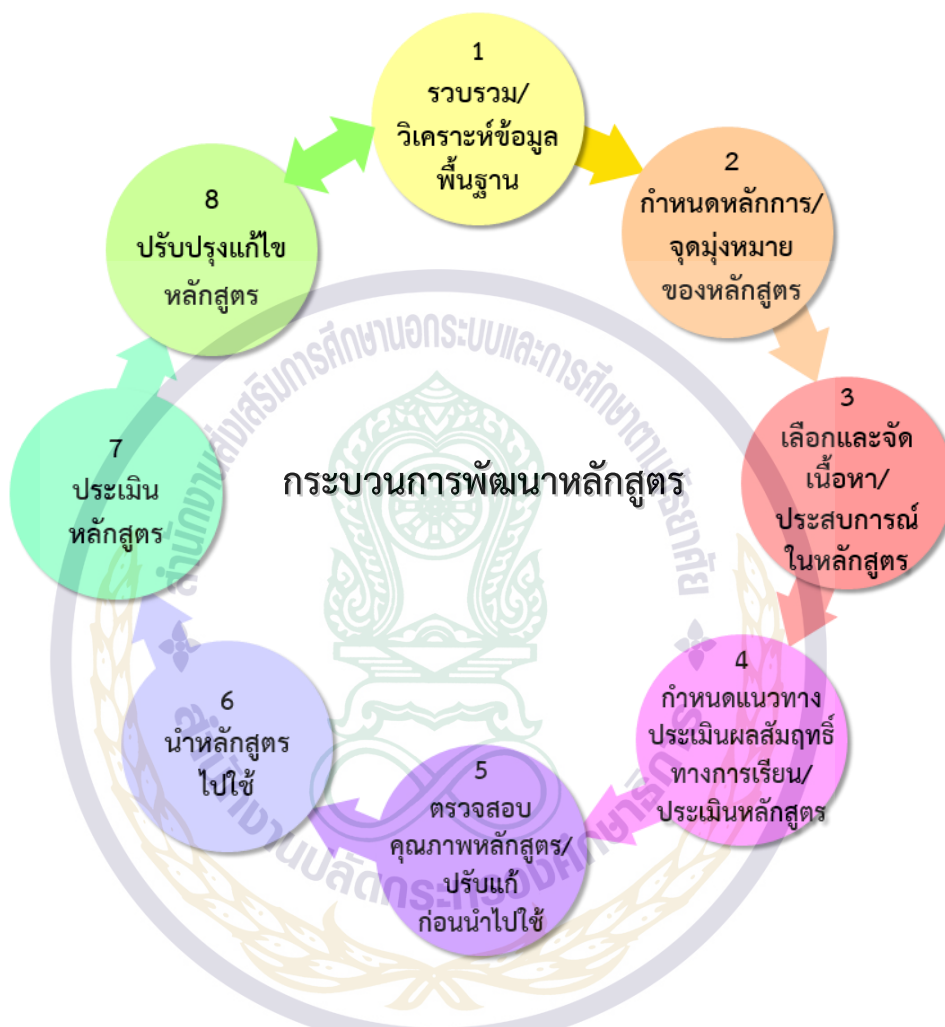 1
รวบรวม/
วิเคราะห์ข้อมูล
พื้นฐาน
2
กำหนดหลักการ/
จุดมุ่งหมาย
ของหลักสูตร
3
เลือกและจัด
เนื้อหา/
ประสบการณ์
ในหลักสูตร
4
กำหนดแนวทาง
ประเมินผลสัมฤทธิ์
ทางการเรียน/
ประเมินหลักสูตร
5
ตรวจสอบ
คุณภาพหลักสูตร/
ปรับแก้
ก่อนนำไปใช้
6
นำหลักสูตร
ไปใช้
7
ประเมิน
หลักสูตร
8
ปรับปรุงแก้ไข
หลักสูตร
กระบวนการพัฒนาหลักสูตร
สำนักงานส่งเสริมการศึกษานอกระบบและการศึกษาตามอัธยาศัย
สำนักงานปลัดกระทรวงศึกษาธิการ